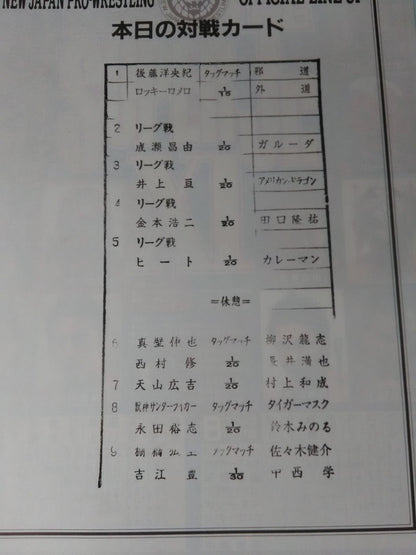 NEW JAPAN PRO-WRESTLING OFFICIAL LINE UP
本日の対戦カード
1 後藤洋央紀 タッグマッチ 邪道
ロッキーロメロ 1/15 外道
2 リーグ戦
成瀬昌由 1/20 ガルーダ
3 リーグ戦
井上亘 1/20 アメリカン・ドラゴン
4 リーグ戦
金本浩二 1/20 田口隆祐
5 リーグ戦
ヒート 1/20 カレーマン
=休憩=
6 真壁伸也 タッグマッチ 柳沢龍志
西村修 1/20 長井満也
7 天山広吉 1/20 村上和成
8 獣神サンダーライガー タッグマッチ タイガーマスク
永田裕志 1/20 鈴木みのる
9 棚橋弘至 タッグマッチ 佐々木健介
吉江豊 1/30 中西学